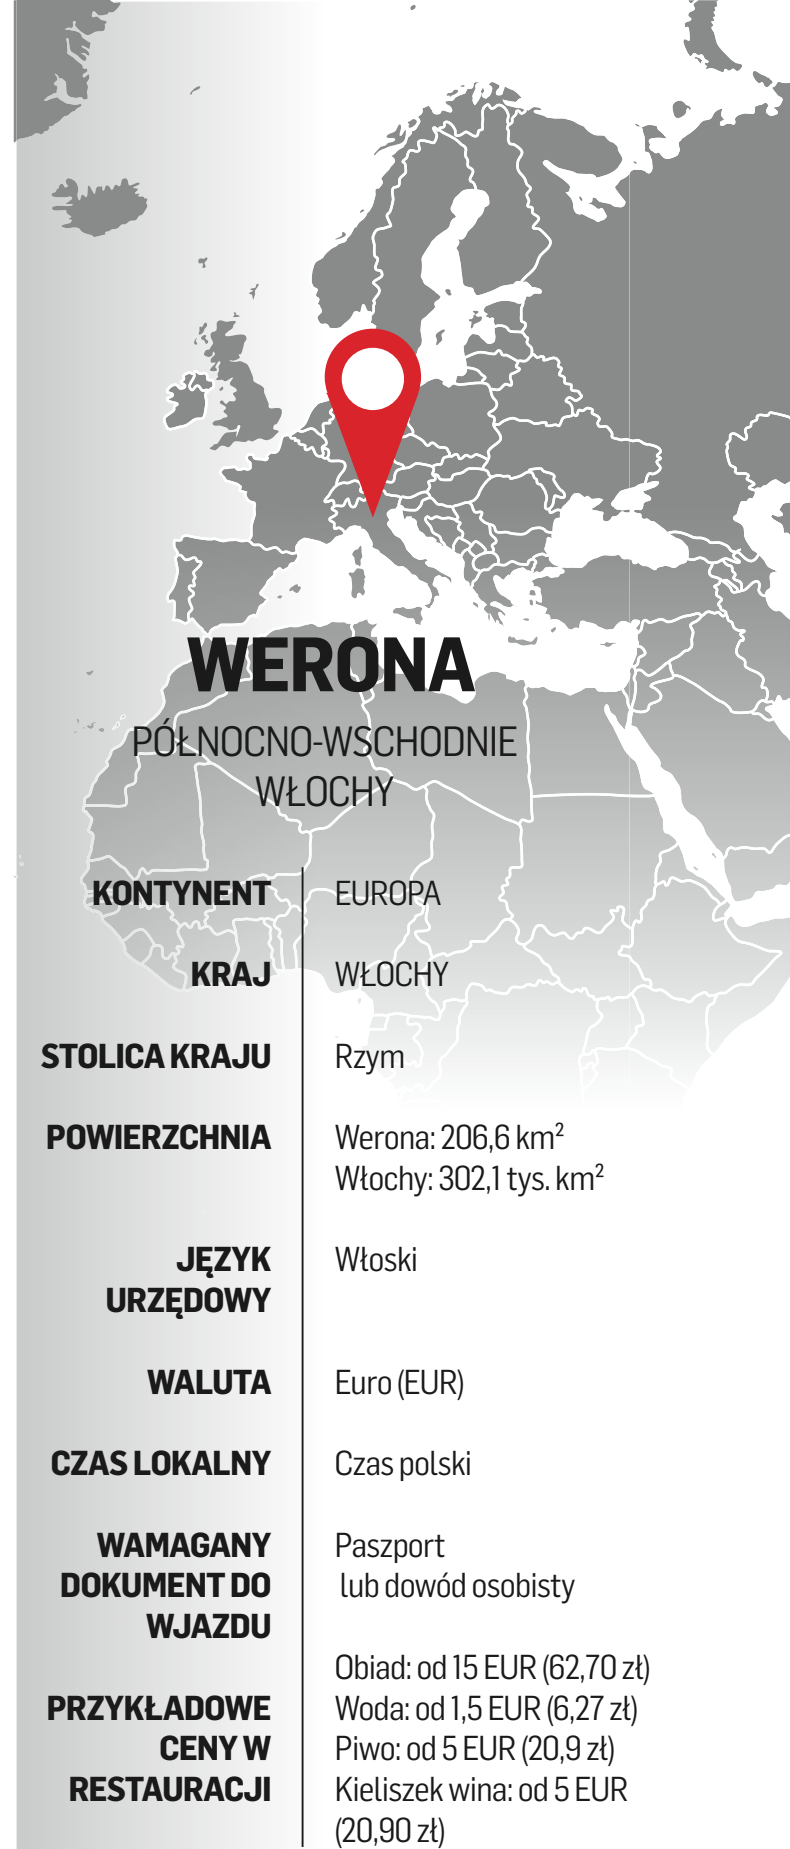 WERONA
PÓŁNOCNO-WSCHODNIE
WŁOCHY
KONTYNENT
EUROPA
KRAJ
WŁOCHY
STOLICA KRAJU
Rzym
POWIERZCHNIA
Werona: 206,6 km²
Włochy: 302,1 tys. km²
JĘZYK
URZĘDOWY
Włoski
WALUTA
Euro (EUR)
CZAS LOKALNY
Czas polski
WAMAGANY
DOKUMENT DO
WJAZDU
Paszport
lub dowód osobisty
PRZYKŁADOWE
CENY W
RESTAURACJI
Obiad: od 15 EUR (62,70 zł)
Woda: od 1,5 EUR (6,27 zł)
Piwo: od 5 EUR (20,9 zł)
Kieliszek wina: od 5 EUR
(20,90 zł)